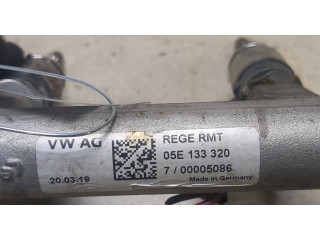 VW AG
REGE RMT
05E 133 320
7 / 00005086
20.03.19
Made in Germany